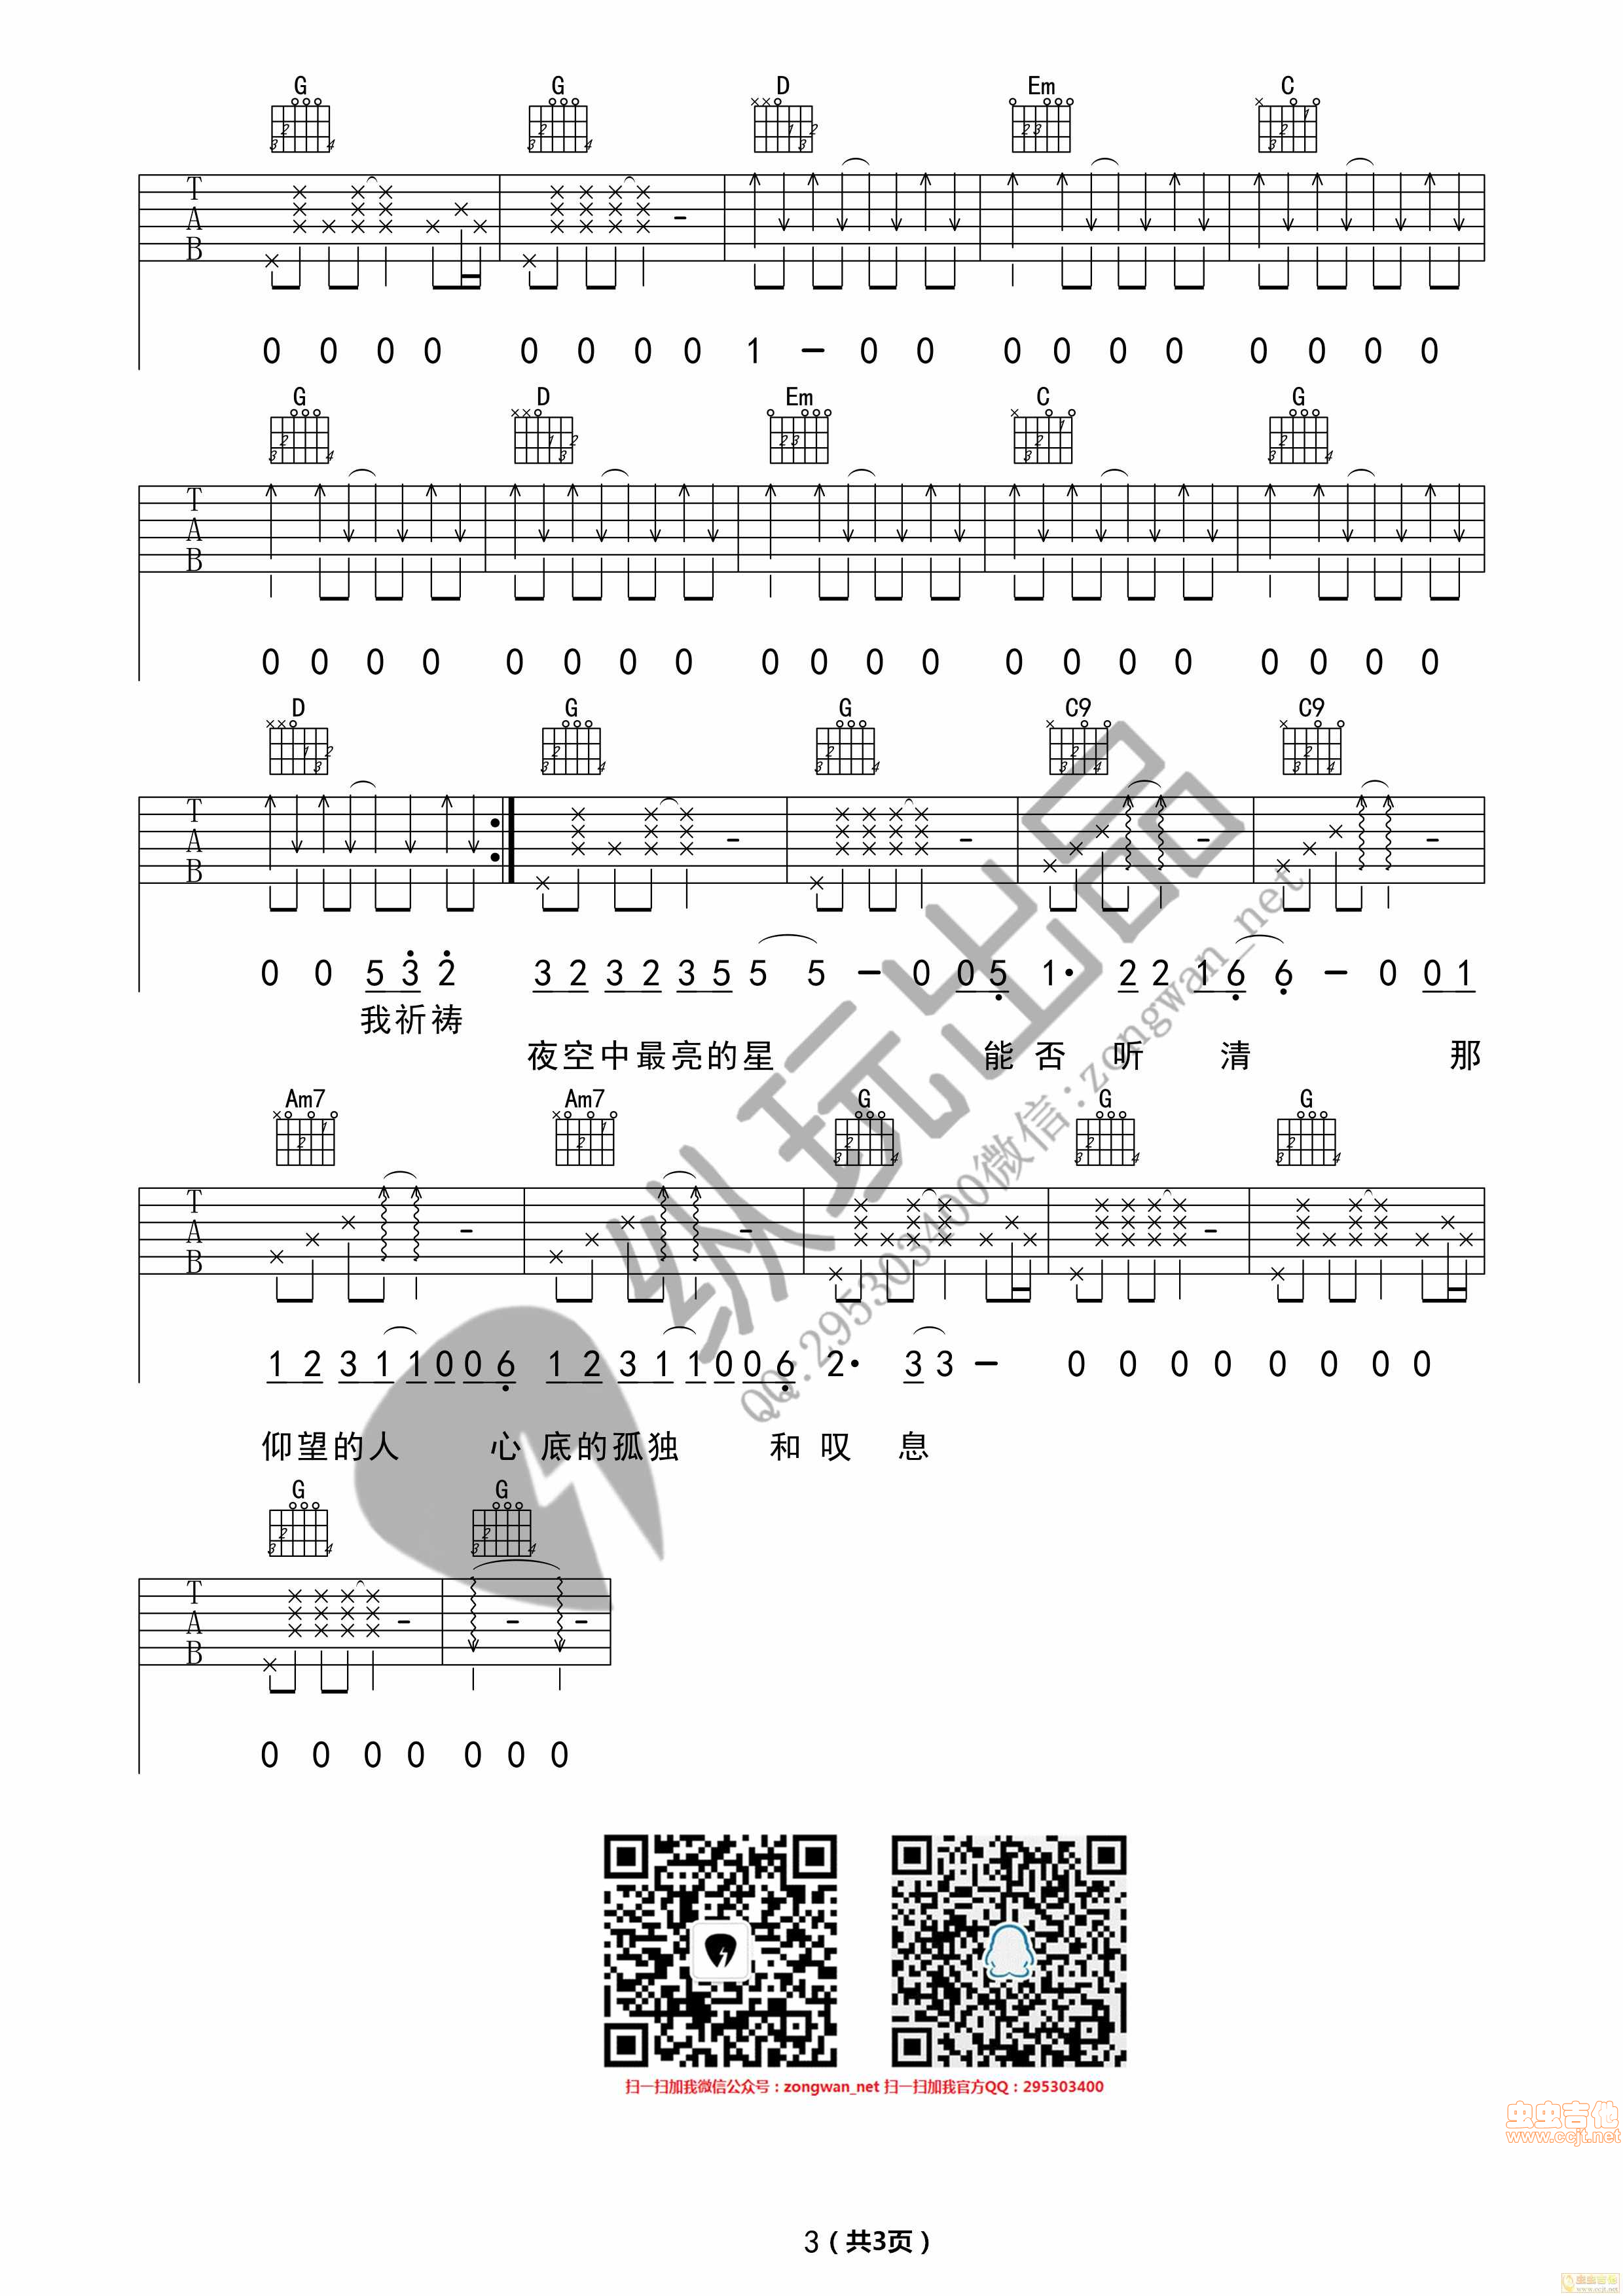 G G D Em C
T
A
B
0 0 0 0 0 0 0 0 1 – 0 0 0 0 0 0 0 0 0 0
G D Em C G
T
A
B
0 0 0 0 0 0 0 0 0 0 0 0 0 0 0 0 0 0 0 0
D G G C9 C9
T
A
B
0 0 5 3 2 3 2 3 2 3 5 5 5 – 0 0 5 1· 2 2 1 6 6 – 0 0 1
我祈祷
夜空中最亮的星 能否听清 那
Am7 Am7 G G G
T
A
B
1 2 3 1 1 0 0 6 1 2 3 1 1 0 0 6 2· 3 3 – 0 0 0 0 0 0 0 0
仰望的人 心底的孤独 和叹息
G G
T
A
B
0 0 0 0 0 0 0
纵玩出品
QQ:295303400微信:zongwan_net
扫一扫加我微信公众号：zongwan_net 扫一扫加我官方QQ：295303400
虫虫吉他
www.ccjt.net
3（共3页）
虫虫吉他
www.ccjt.net